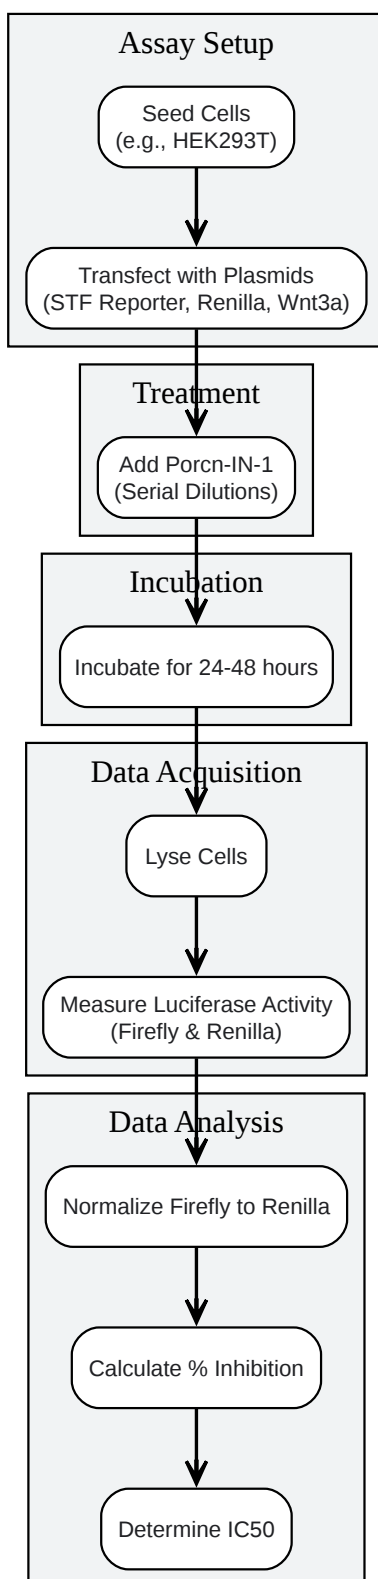 Assay Setup
Seed Cells
(e.g., HEK293T)
Transfect with Plasmids
(STF Reporter, Renilla, Wnt3a)
Treatment
Add Porcn-IN-1
(Serial Dilutions)
Incubation
Incubate for 24-48 hours
Data Acquisition
Lyse Cells
Measure Luciferase Activity
(Firefly & Renilla)
Data Analysis
Normalize Firefly to Renilla
Calculate % Inhibition
Determine IC50